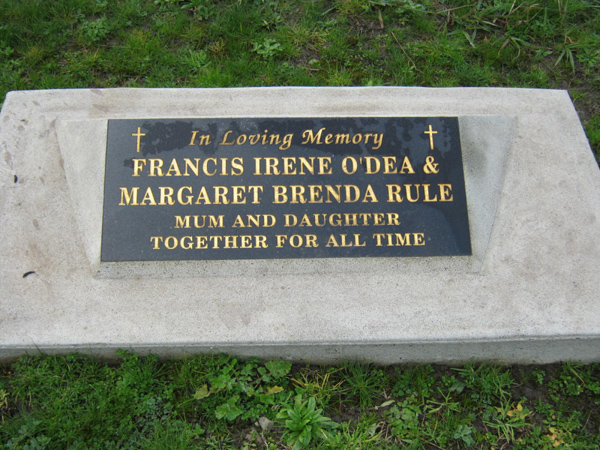 In Loving Memory
FRANCIS IRENE O'DEA &
MARGARET BRENDA RULE
MUM AND DAUGHTER
TOGETHER FOR ALL TIME